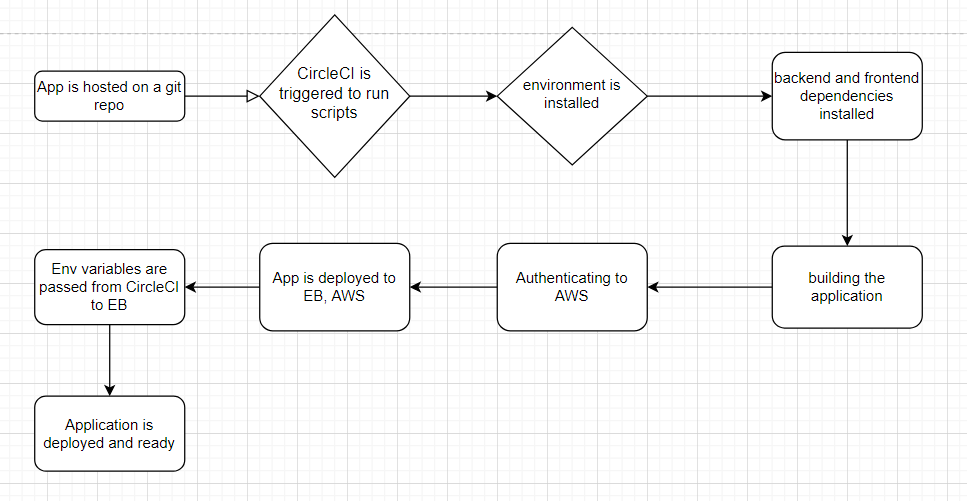 App is hosted on a git
repo
CircleCI is
triggered to run
scripts
environment is
installed
backend and frontend
dependencies
installed
building the
application
Authenticating to
AWS
App is deployed to
EB, AWS
Env variables are
passed from CircleCI
to EB
Application is
deployed and ready